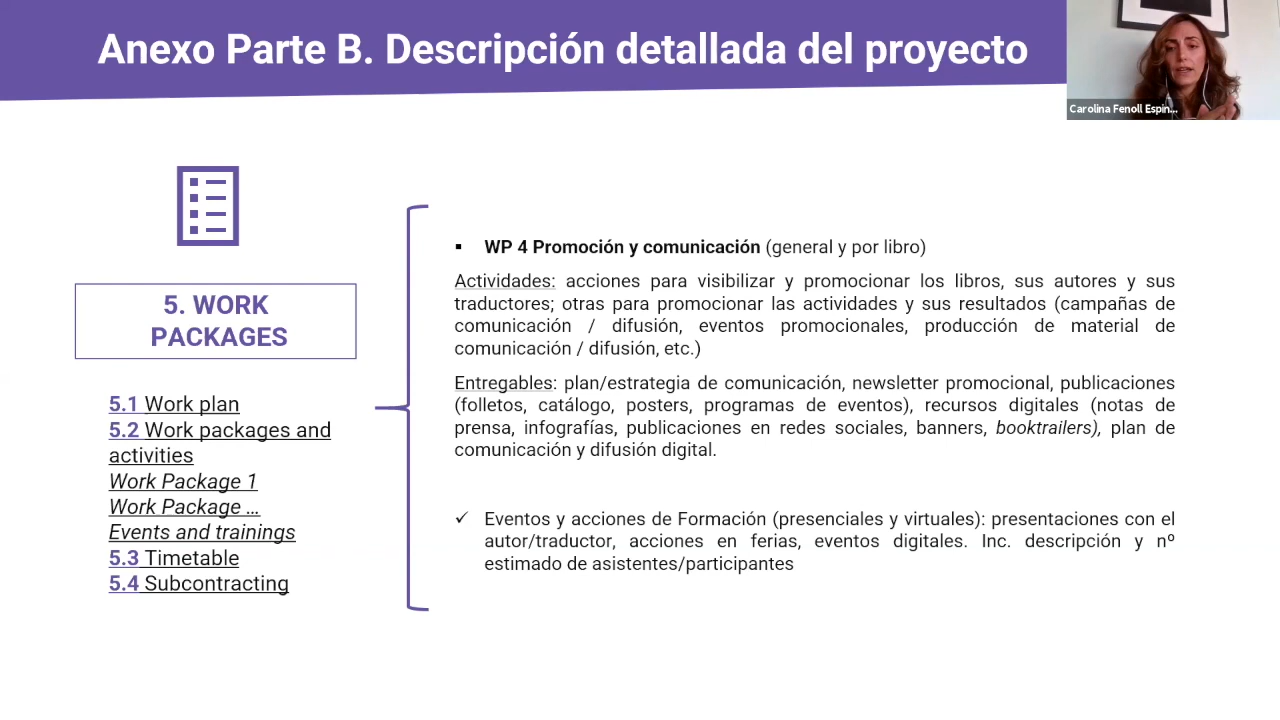 Anexo Parte B. Descripción detallada del proyecto
Carolina Fenoll Espin...
5. WORK
PACKAGES
5.1 Work plan
5.2 Work packages and
activities
Work Package 1
Work Package …
Events and trainings
5.3 Timetable
5.4 Subcontracting
▪ WP 4 Promoción y comunicación (general y por libro)
Actividades: acciones para visibilizar y promocionar los libros, sus autores y sus
traductores; otras para promocionar las actividades y sus resultados (campañas de
comunicación / difusión, eventos promocionales, producción de material de
comunicación / difusión, etc.)
Entregables: plan/estrategia de comunicación, newsletter promocional, publicaciones
(folletos, catálogo, posters, programas de eventos), recursos digitales (notas de
prensa, infografías, publicaciones en redes sociales, banners, booktrailers), plan de
comunicación y difusión digital.
✓ Eventos y acciones de Formación (presenciales y virtuales): presentaciones con el
autor/traductor, acciones en ferias, eventos digitales. Inc. descripción y nº
estimado de asistentes/participantes